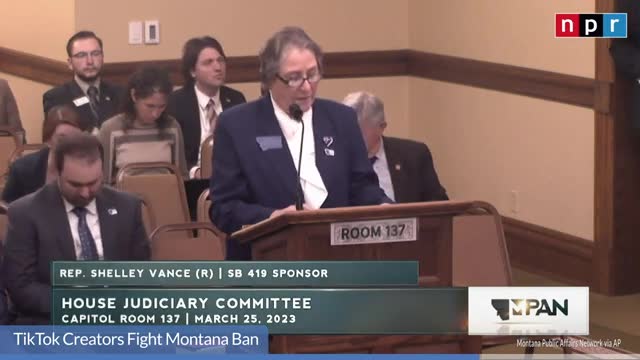 npr
ROOM 137
REP. SHELLEY VANCE (R) | SB 419 SPONSOR
HOUSE JUDICIARY COMMITTEE
CAPITOL ROOM 137 | MARCH 25, 2023
MPAN
TikTok Creators Fight Montana Ban
Montana Public Affairs Network via AP